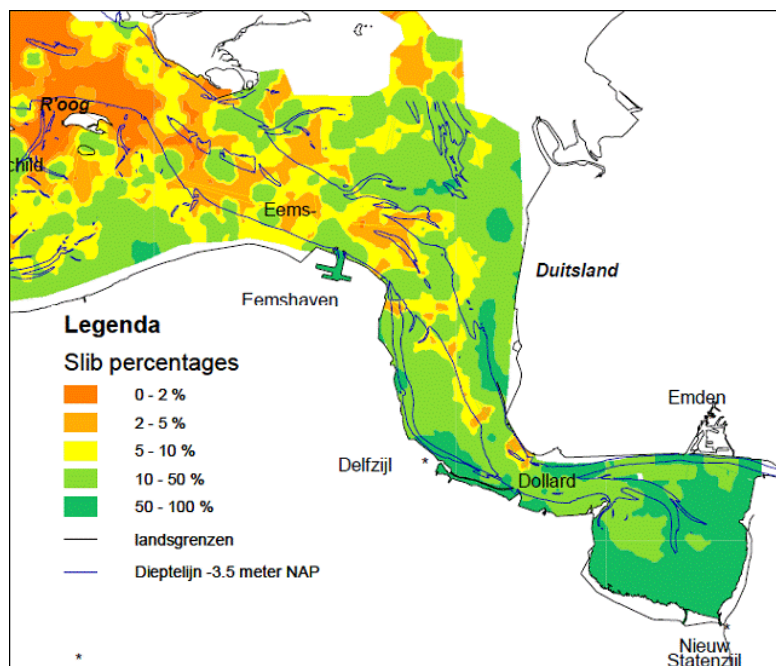 R'oog
child
Eems-
Duitsland
Eemshaven
Legenda
Slib percentages
0 - 2 %
2 - 5 %
5 - 10 %
10 - 50 %
50 - 100 %
landsgrenzen
Dieptelijn -3.5 meter NAP
Emden
Delfzijl
*
Dollard
*
Nieuw
Statenzijl
*